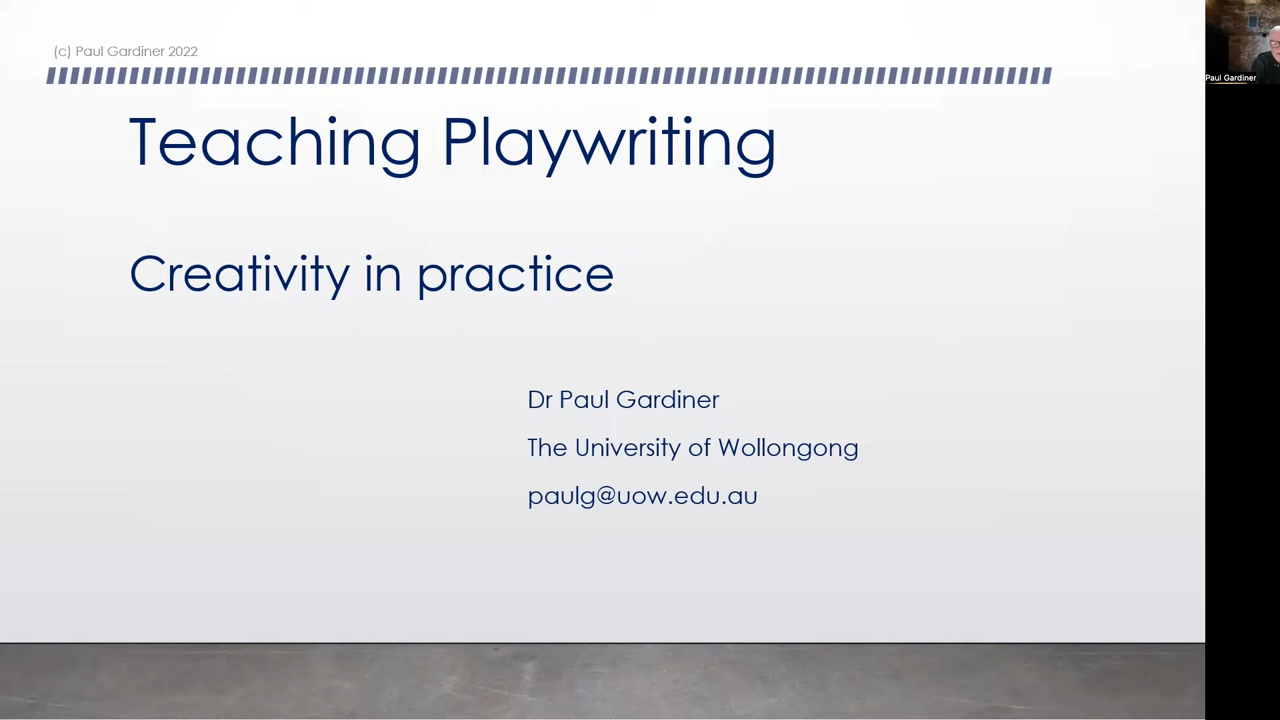 (c) Paul Gardiner 2022
Teaching Playwriting
Creativity in practice
Dr Paul Gardiner
The University of Wollongong
paulg@uow.edu.au
Paul Gardiner